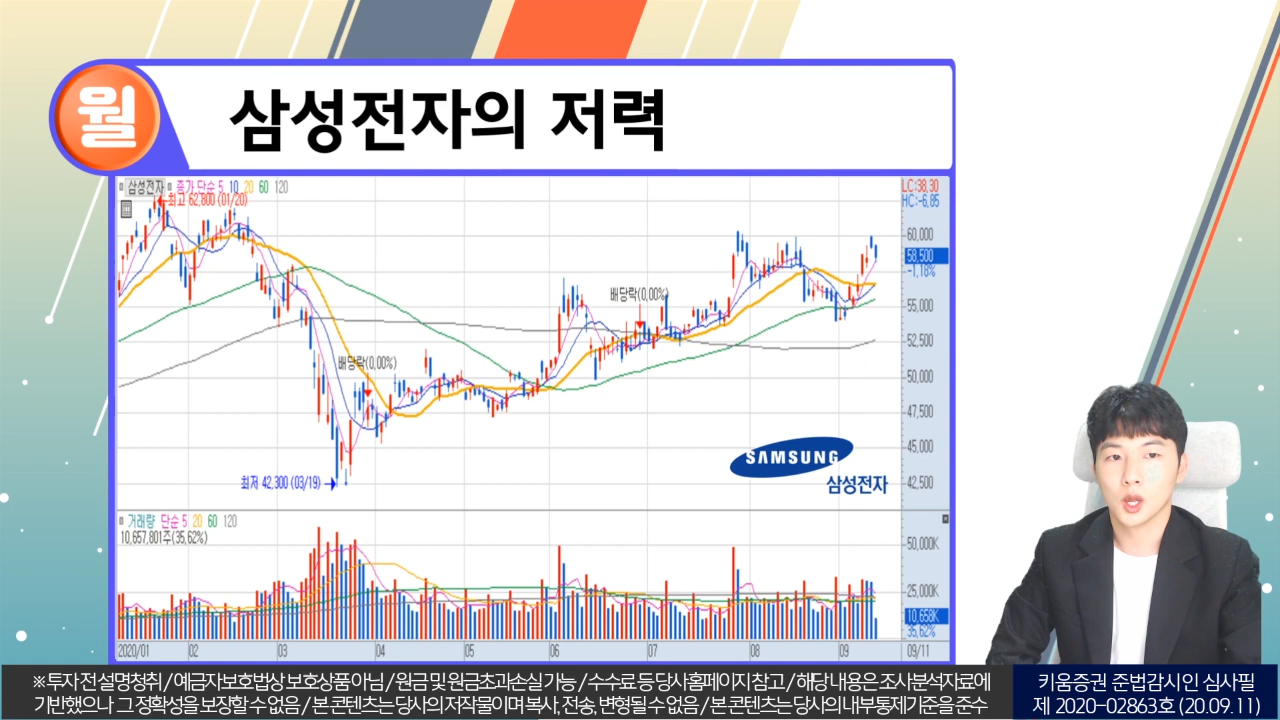 월
삼성전자의 저력
삼성전자 종가 단순 5 10 20 60 120
최고 62,800 (01/20)
LC:38,30
HC:-6,85
60,000
58,500
-1,18%
55,000
52,500
50,000
47,500
45,000
42,500
배당락(0,00%)
배당락(0,00%)
최저 42,300 (03/19)
SAMSUNG
삼성전자
거래량 단순 5 20 60 120
10,657,801주(35,62%)
50,000K
25,000K
10,658K
35,62%
2020/01 02 03 04 05 06 07 08 09 09/11
※ 투자 전 설명청취 / 예금자보호법상 보호상품 아님 / 원금 및 원금초과손실 가능 / 수수료 등 당사홈페이지 참고 / 해당 내용은 조사분석자료에
기반했으나 그 정확성을 보장할 수 없음 / 본 콘텐츠는 당사의 저작물이며 복사, 전송, 변형될 수 없음 / 본 콘텐츠는 당사의 내부통제기준을 준수
키움증권 준법감시인 심사필
제 2020-02863호 (20.09.11)